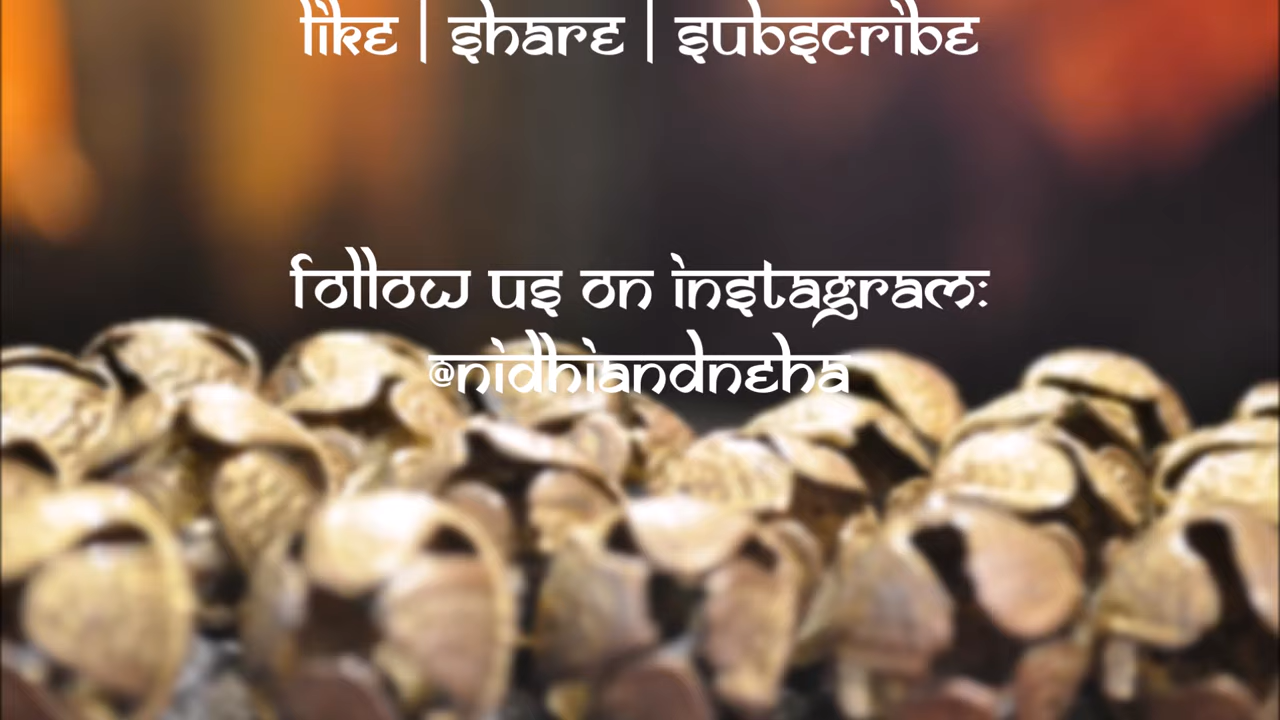 like | share | subscribe
follow us on instagram:
@nidhiandneha